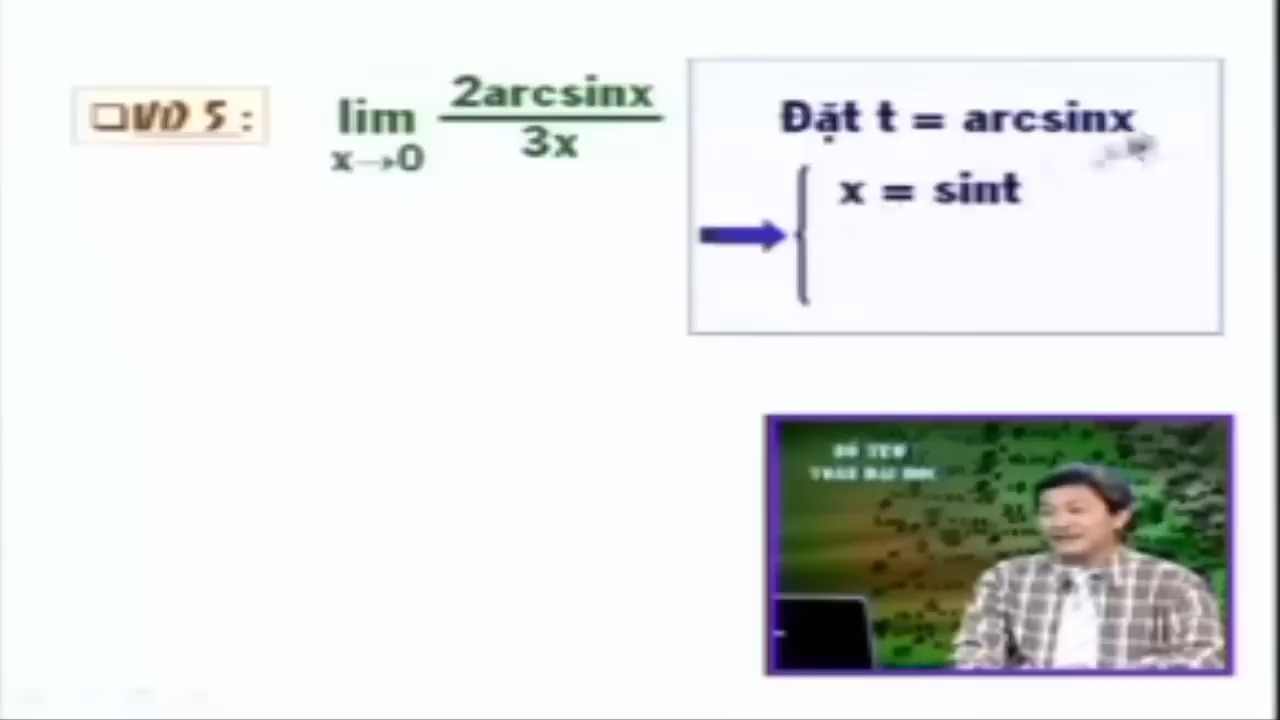 VD 5 :
lim x→0 2arcsinx / 3x
Đặt t = arcsinx
x = sint